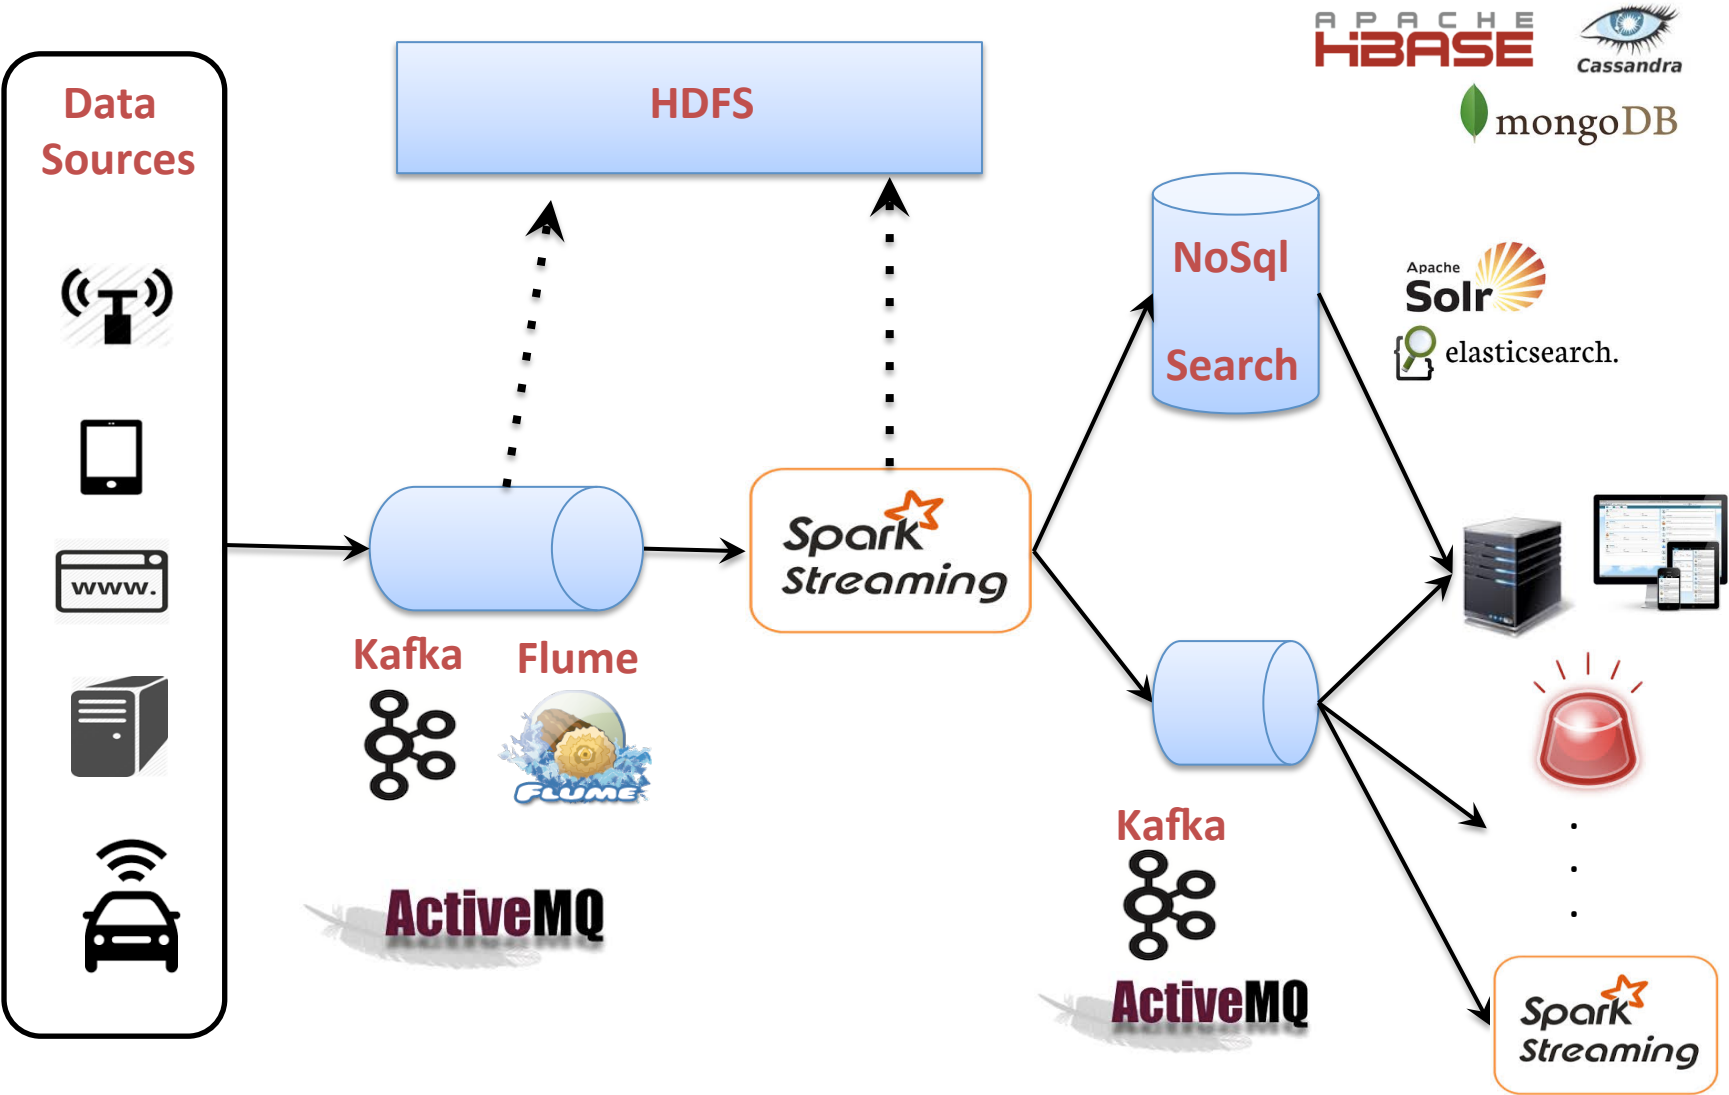 Data
Sources
www.
HDFS
Kafka
Flume
FLUME
ActiveMQ
Spark
Streaming
NoSql
Search
APACHE
HBASE
Cassandra
mongoDB
Apache
Solr
elasticsearch.
Kafka
ActiveMQ
.
.
.
Spark
Streaming